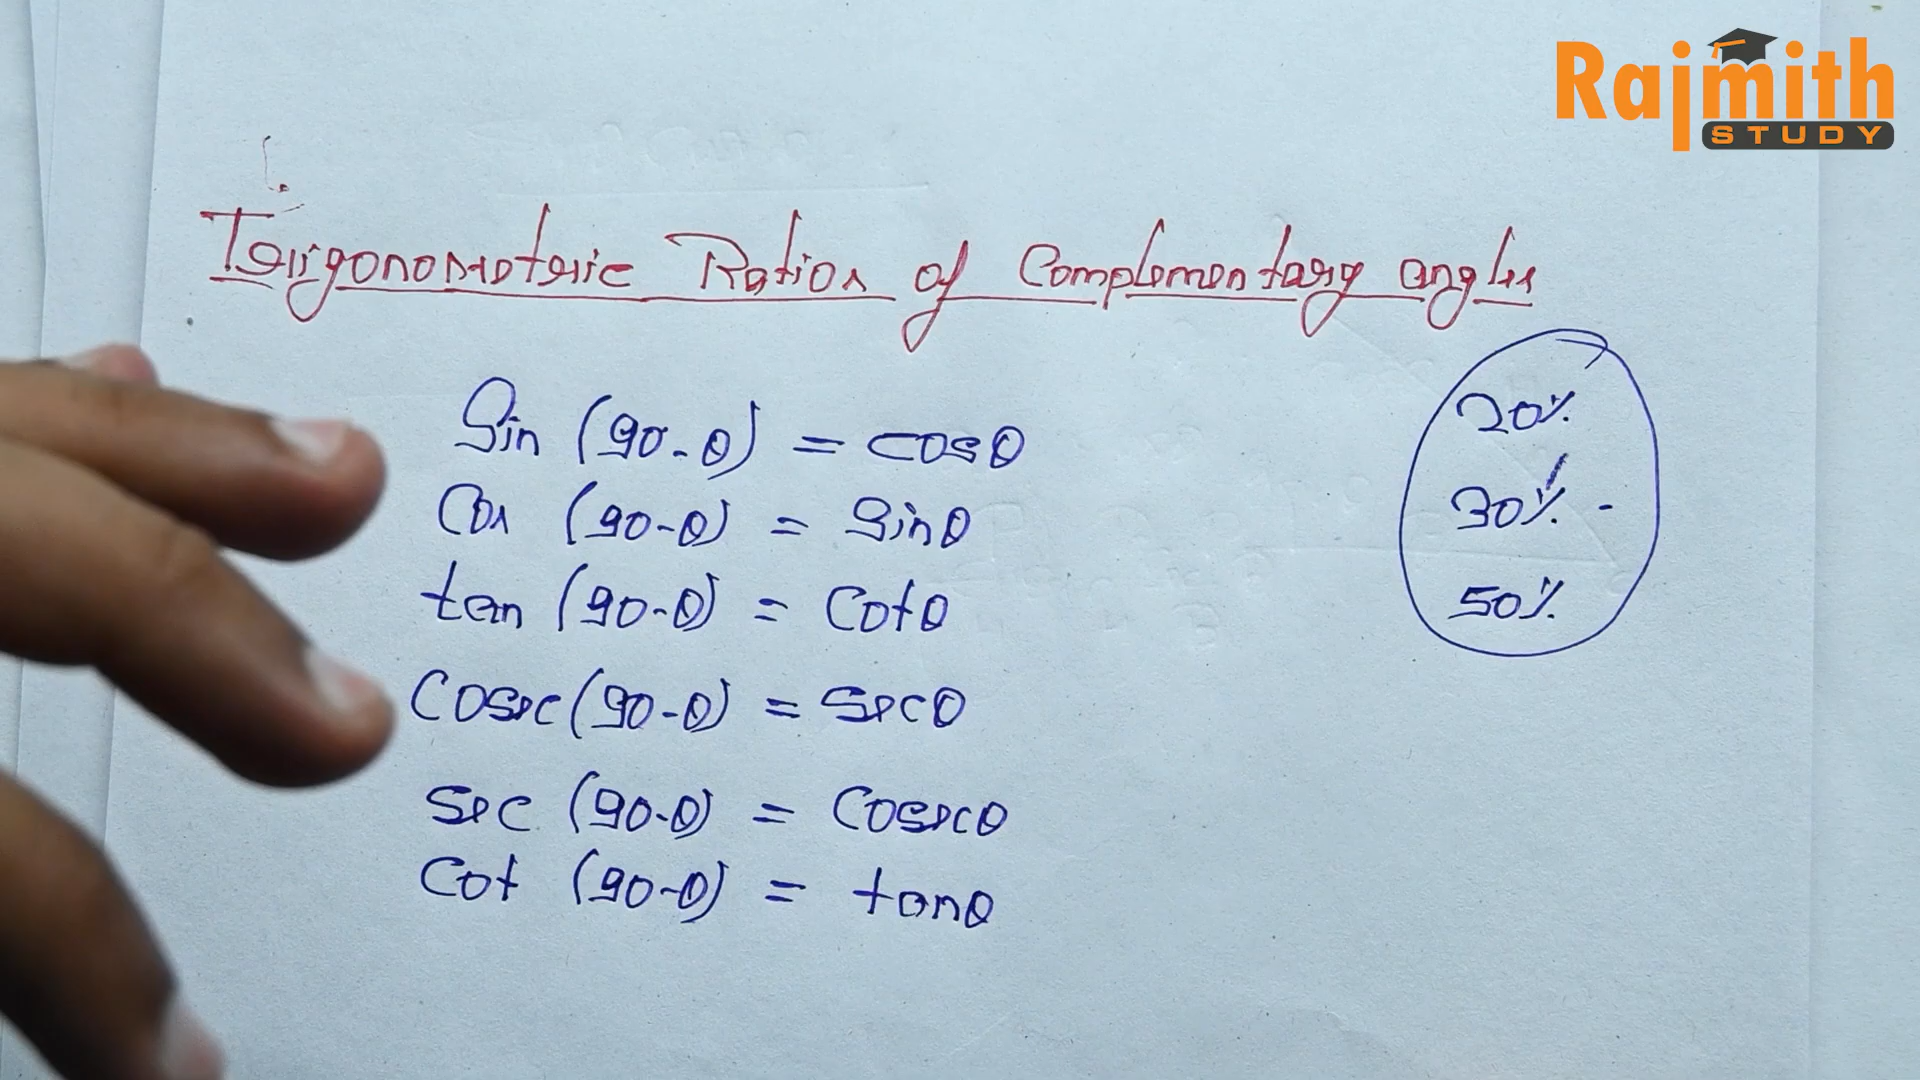 Rajmith
STUDY
Trigonometric Ratios of Complementary angles
Sin (90-θ) = cosθ
Cos (90-θ) = Sinθ
tan (90-θ) = Cotθ
Cosec (90-θ) = Secθ
Sec (90-θ) = Cosecθ
Cot (90-θ) = tanθ
20%
30%
50%